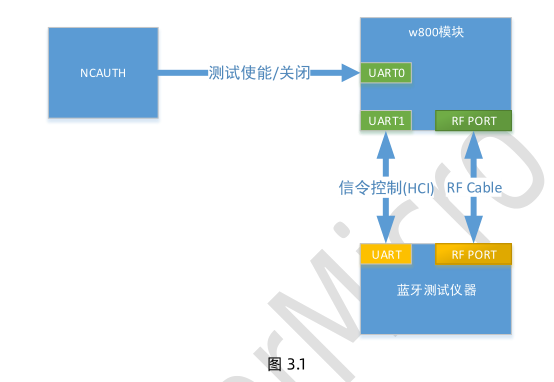 w800模块
NCAUTH
测试使能/关闭
UART0
UART1
RF PORT
信令控制(HCI)
RF Cable
UART
RF PORT
蓝牙测试仪器
图 3.1